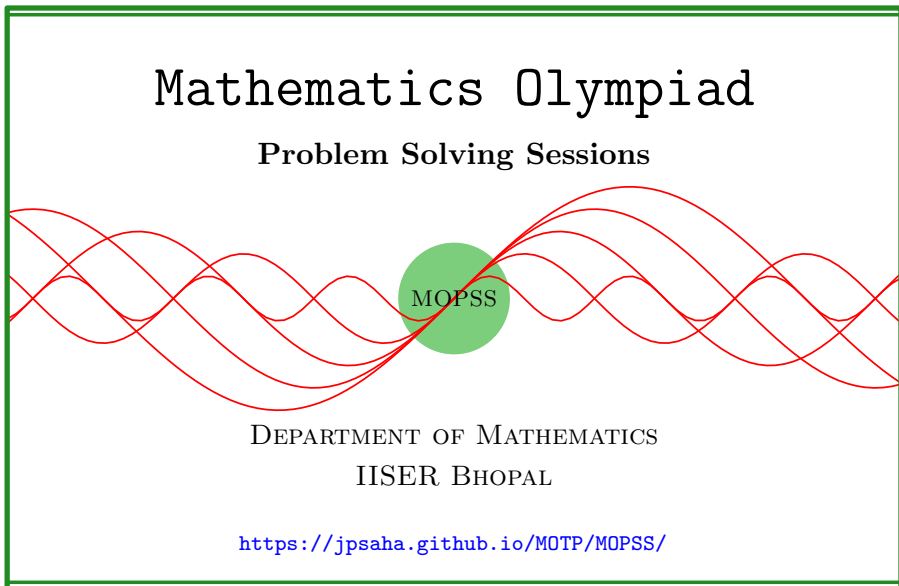 Mathematics Olympiad
Problem Solving Sessions
MOPSS
Department of Mathematics
IISER Bhopal
https://jpsaha.github.io/MOTP/MOPSS/